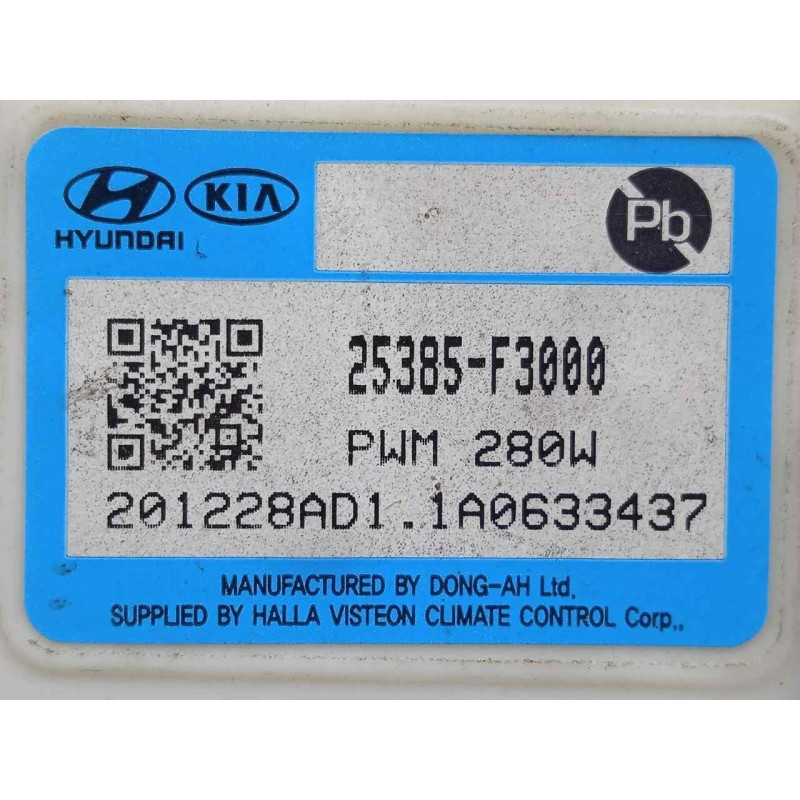 HYUNDAI
KIA
Pb
25385-F3000
PWM 280W
201228AD1.1A0633437
MANUFACTURED BY DONG-AH Ltd.
SUPPLIED BY HALLA VISTEON CLIMATE CONTROL Corp..